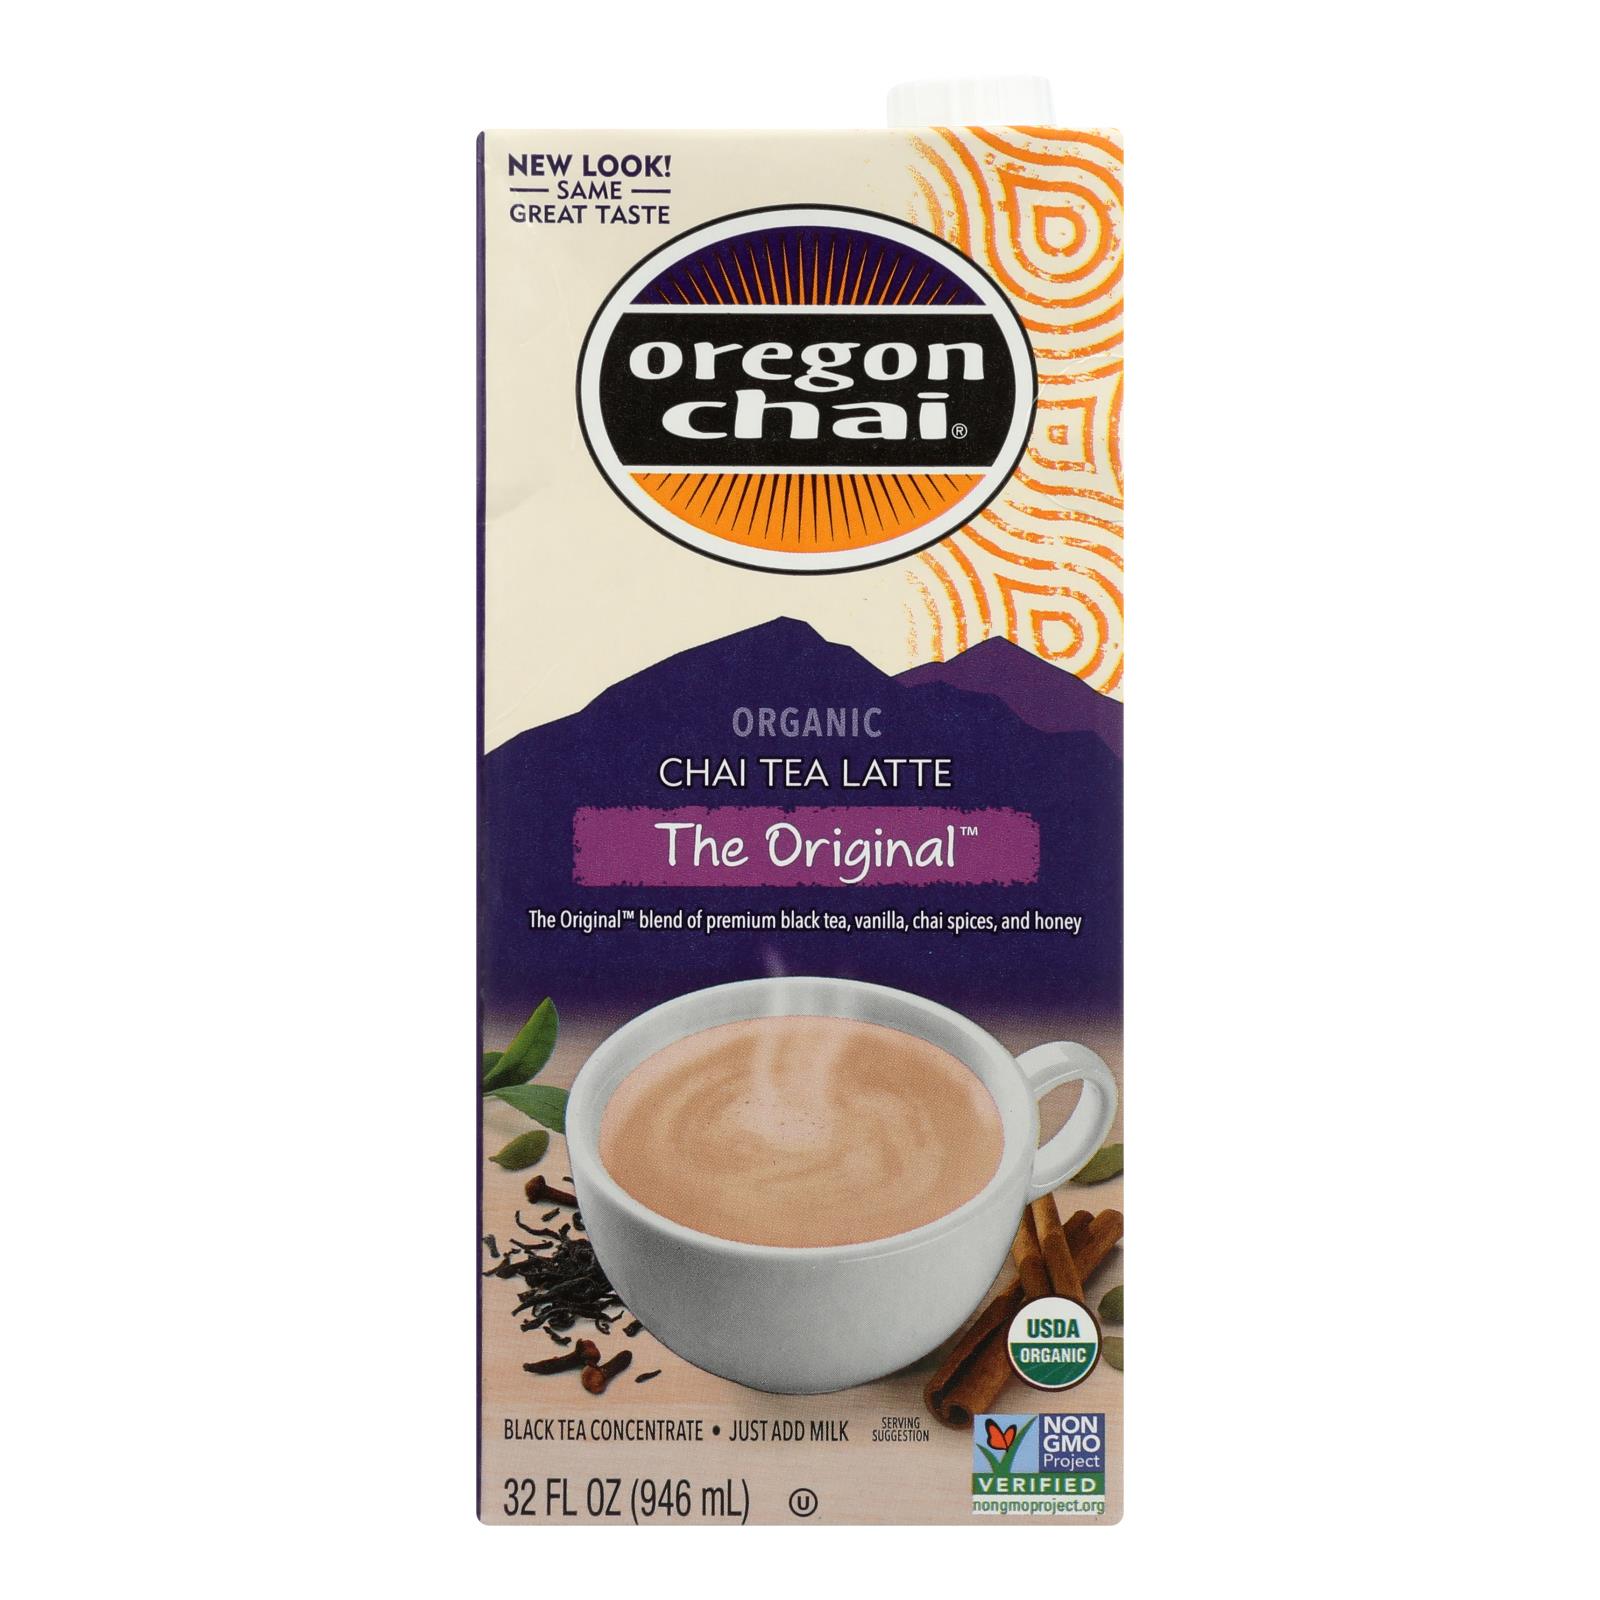 NEW LOOK!
SAME
GREAT TASTE
oregon
chai®
ORGANIC
CHAI TEA LATTE
The Original™
The Original™ blend of premium black tea, vanilla, chai spices, and honey
USDA
ORGANIC
BLACK TEA CONCENTRATE • JUST ADD MILK
SERVING
SUGGESTION
NON
GMO
Project
VERIFIED
nongmoproject.org
32 FL OZ (946 mL)
U